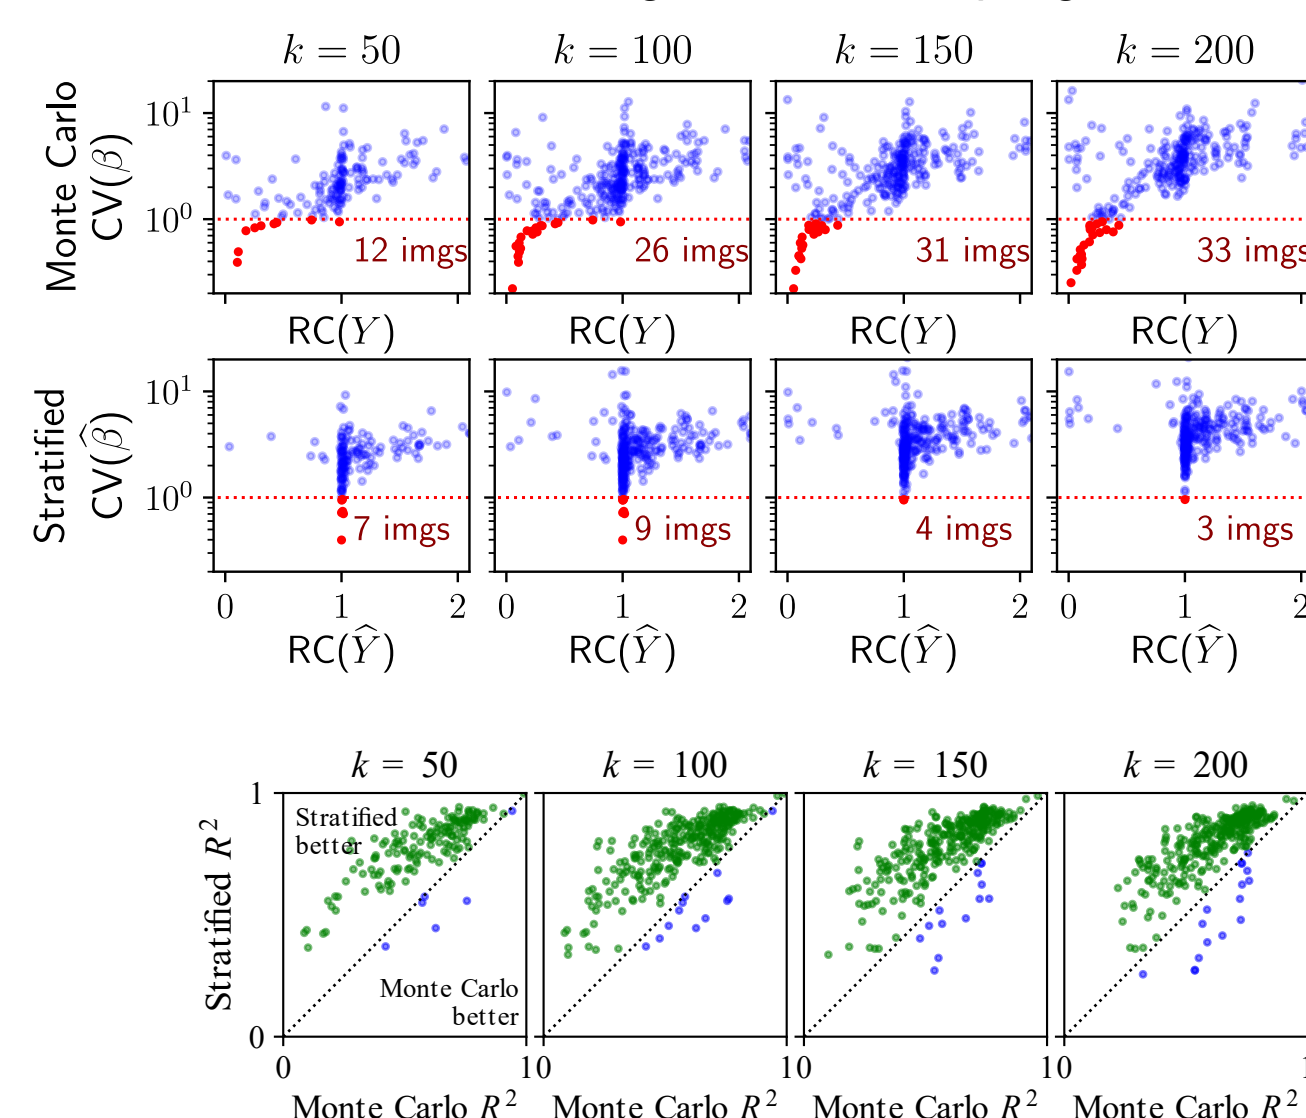 k = 50 k = 100 k = 150 k = 200
Monte Carlo
CV(β)
10¹
10⁰
12 imgs 26 imgs 31 imgs 33 imgs
RC(Y) RC(Y) RC(Y) RC(Y)
Stratified
CV(β̂)
10¹
10⁰
7 imgs 9 imgs 4 imgs 3 imgs
0 1 2 0 1 2 0 1 2 0 1 2
RC(Ŷ) RC(Ŷ) RC(Ŷ) RC(Ŷ)
k = 50 k = 100 k = 150 k = 200
Stratified R²
1
0
Stratified
better
Monte Carlo
better
0 10 10 10 1
Monte Carlo R² Monte Carlo R² Monte Carlo R² Monte Carlo R²